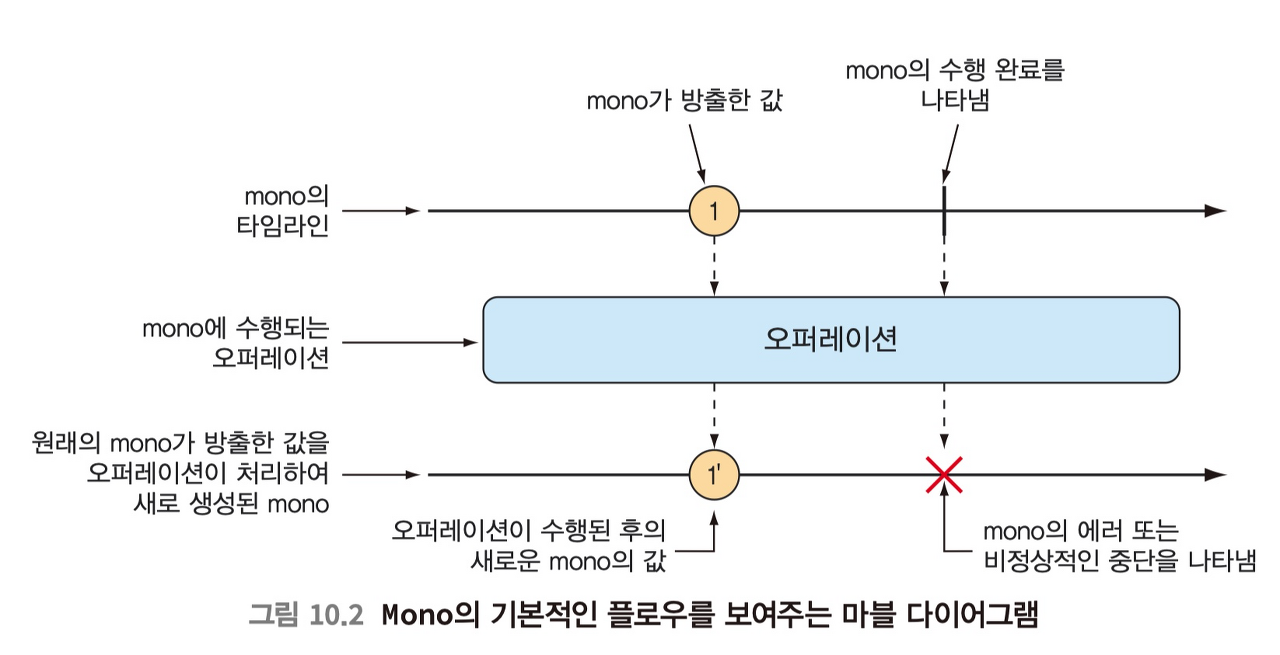 mono의 수행 완료를
나타냄
mono가 방출한 값
mono의
타임라인
1
mono에 수행되는
오퍼레이션
오퍼레이션
원래의 mono가 방출한 값을
오퍼레이션이 처리하여
새로 생성된 mono
1'
오퍼레이션이 수행된 후의
새로운 mono의 값
mono의 에러 또는
비정상적인 중단을 나타냄
그림 10.2 Mono의 기본적인 플로우를 보여주는 마블 다이어그램